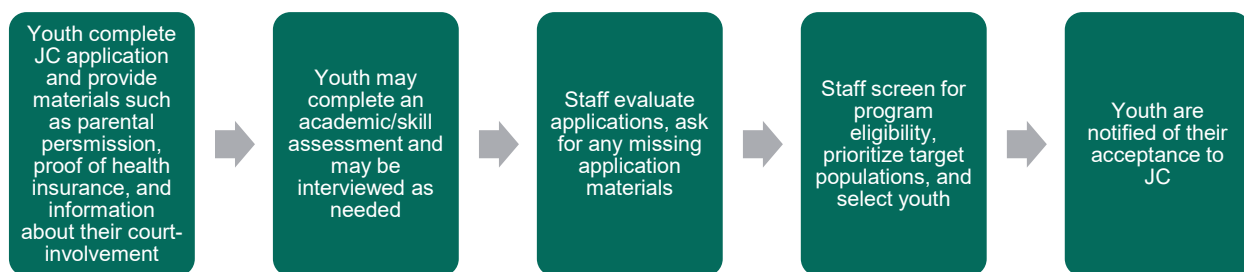 Youth complete
JC application
and provide
materials such
as parental
persmission,
proof of health
insurance, and
information
about their court-
involvement
Youth may
complete an
academic/skill
assessment and
may be
interviewed as
needed
Staff evaluate
applications, ask
for any missing
application
materials
Staff screen for
program
eligibility,
prioritize target
populations, and
select youth
Youth are
notified of their
acceptance to
JC